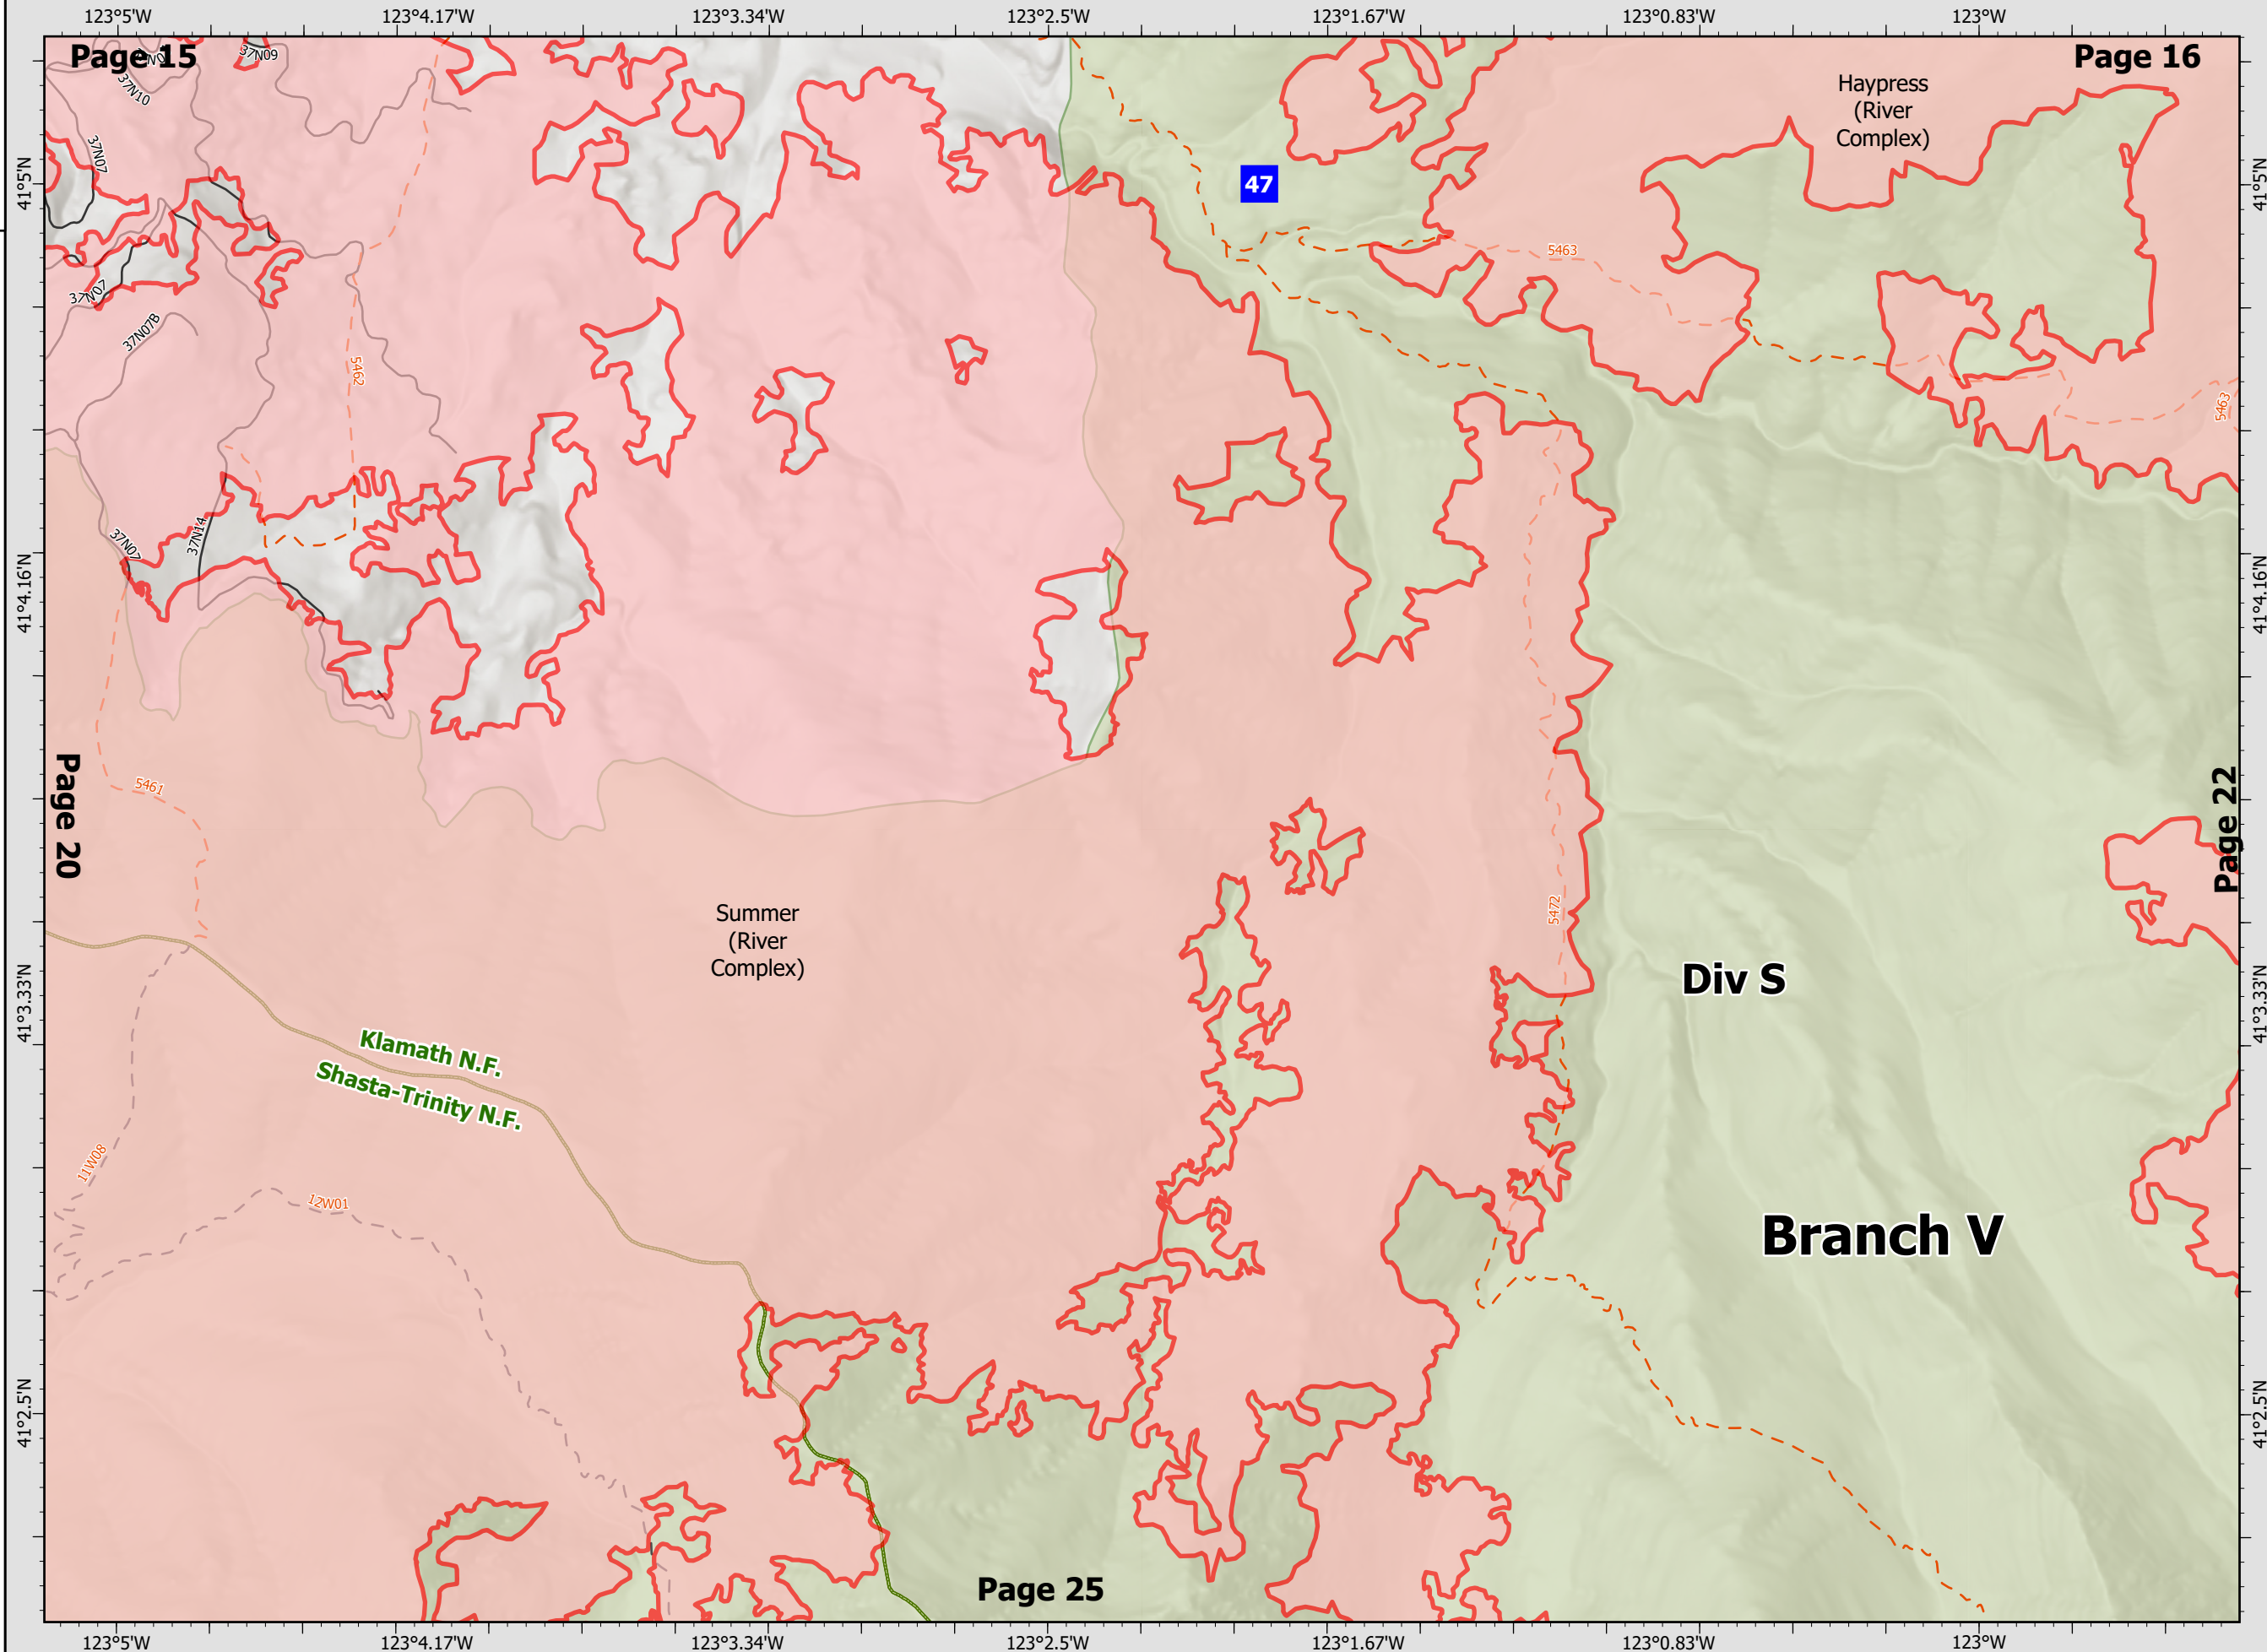 123°5'W
123°4.17'W
123°3.34'W
123°2.5'W
123°1.67'W
123°0.83'W
123°W
Page 15
Page 16
37N09
37N10
37N07
Haypress
(River
Complex)
41°5'N
41°5'N
47
5463
37N07
37N07B
5462
5463
37N14
37N07
41°4.16'N
41°4.16'N
Page 20
5461
Page 22
Summer
(River
Complex)
5472
Div S
41°3.33'N
41°3.33'N
Klamath N.F.
Shasta-Trinity N.F.
11W08
12W01
Branch V
41°2.5'N
41°2.5'N
Page 25
123°5'W
123°4.17'W
123°3.34'W
123°2.5'W
123°1.67'W
123°0.83'W
123°W